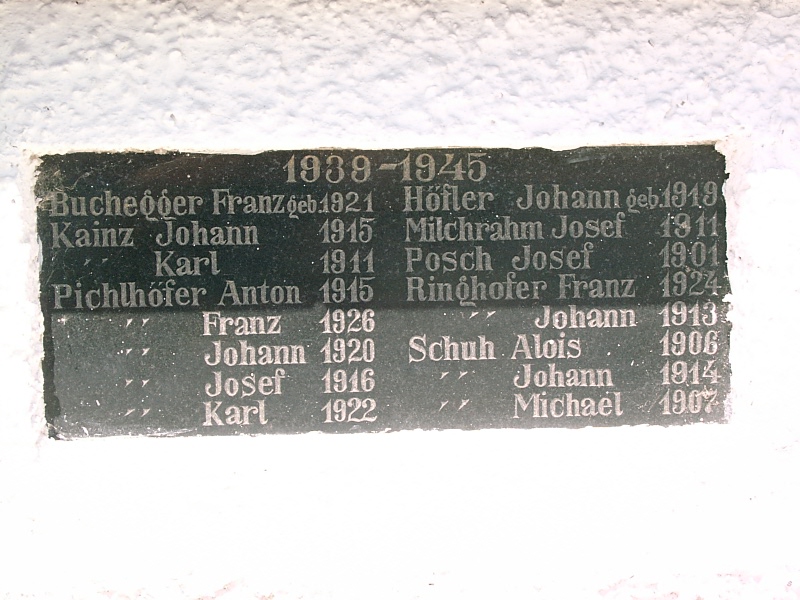 1939-1945
Buchegger Franz geb.1921
Kainz Johann 1915
,, Karl 1911
Pichlhöfer Anton 1915
,, Franz 1926
,, Johann 1920
,, Josef 1916
,, Karl 1922
Höfler Johann geb.1919
Milchrahm Josef 1911
Posch Josef 1901
Ringhofer Franz 1924
,, Johann 1913
Schuh Alois 1906
,, Johann 1914
,, Michael 1907